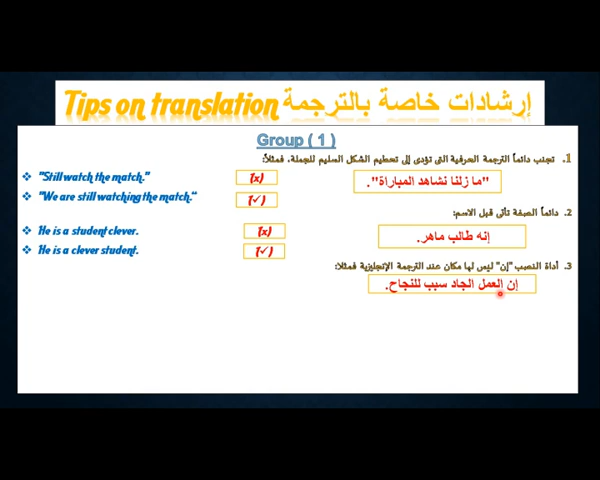 Tips on translation إرشادات خاصة بالترجمة
Group ( 1 )
1. تجنب دائماً الترجمة الحرفية التى تؤدى إلى تحطيم الشكل السليم للجملة. فمثلاً:
❖ "Still watch the match." (x) "ما زلنا نشاهد المباراة".
❖ "We are still watching the match." (✓)
2. دائماً الصفة تأتى قبل الاسم:
❖ He is a student clever. (x) إنه طالب ماهر.
❖ He is a clever student. (✓)
3. أداة النصب "إن" ليس لها مكان عند الترجمة الإنجليزية فمثلا:
إن العمل الجاد سبب للنجاح.